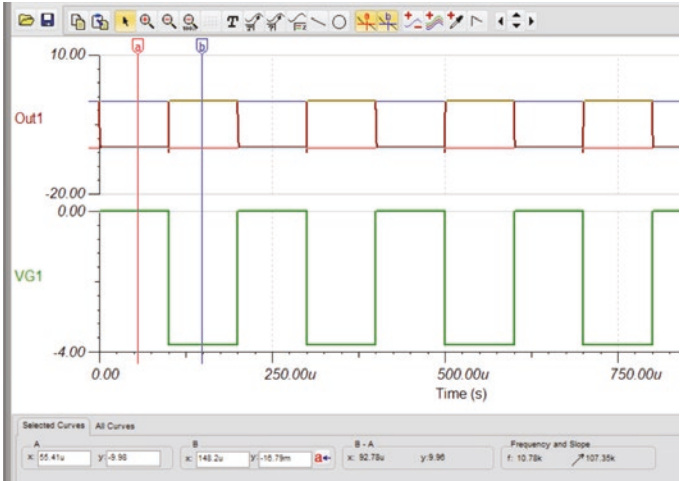 T
a b
10.00
Out1
-20.00
0.00
VG1
-4.00
0.00 250.00u 500.00u 750.00u
Time (s)
Selected Curves All Curves
A B B - A Frequency and Slope
x: 55.41u y: -9.98 x: 148.2u y: -16.79m a x: 92.78u y:9.96 f: 10.78k 107.35k